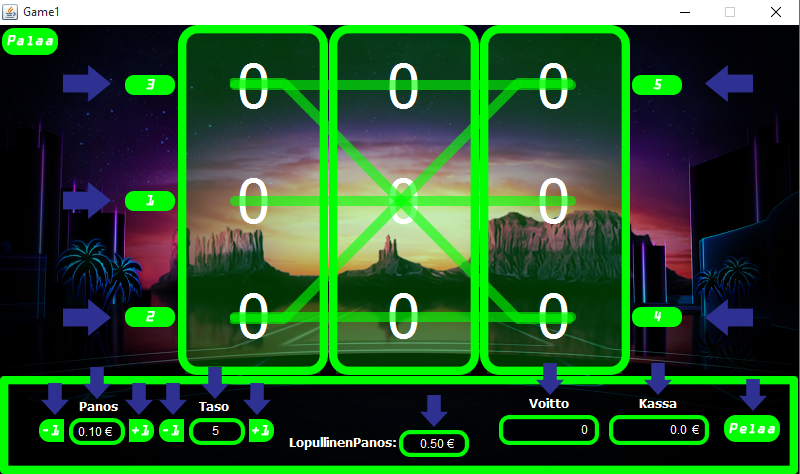 Game1
Palaa
0 0 0
3 5
0 0 0
1
0 0 0
2 4
Panos Taso Voitto Kassa
-1 0.10 € +1 -1 5 +1 0 0.0 € Pelaa
LopullinenPanos: 0.50 €